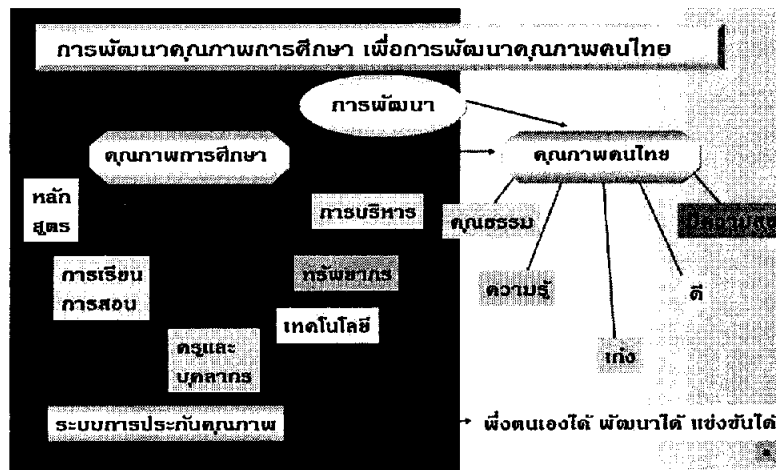 การพัฒนาคุณภาพการศึกษา เพื่อการพัฒนาคุณภาพคนไทย
การพัฒนา
คุณภาพการศึกษา
คุณภาพคนไทย
หลัก
สูตร
การบริหาร
คุณธรรม
มีความสุข
การเรียน
การสอน
ทรัพยากร
ความรู้
ดี
เทคโนโลยี
ครูและ
บุคลากร
เก่ง
ระบบการประกันคุณภาพ
พึ่งตนเองได้ พัฒนาได้ แข่งขันได้